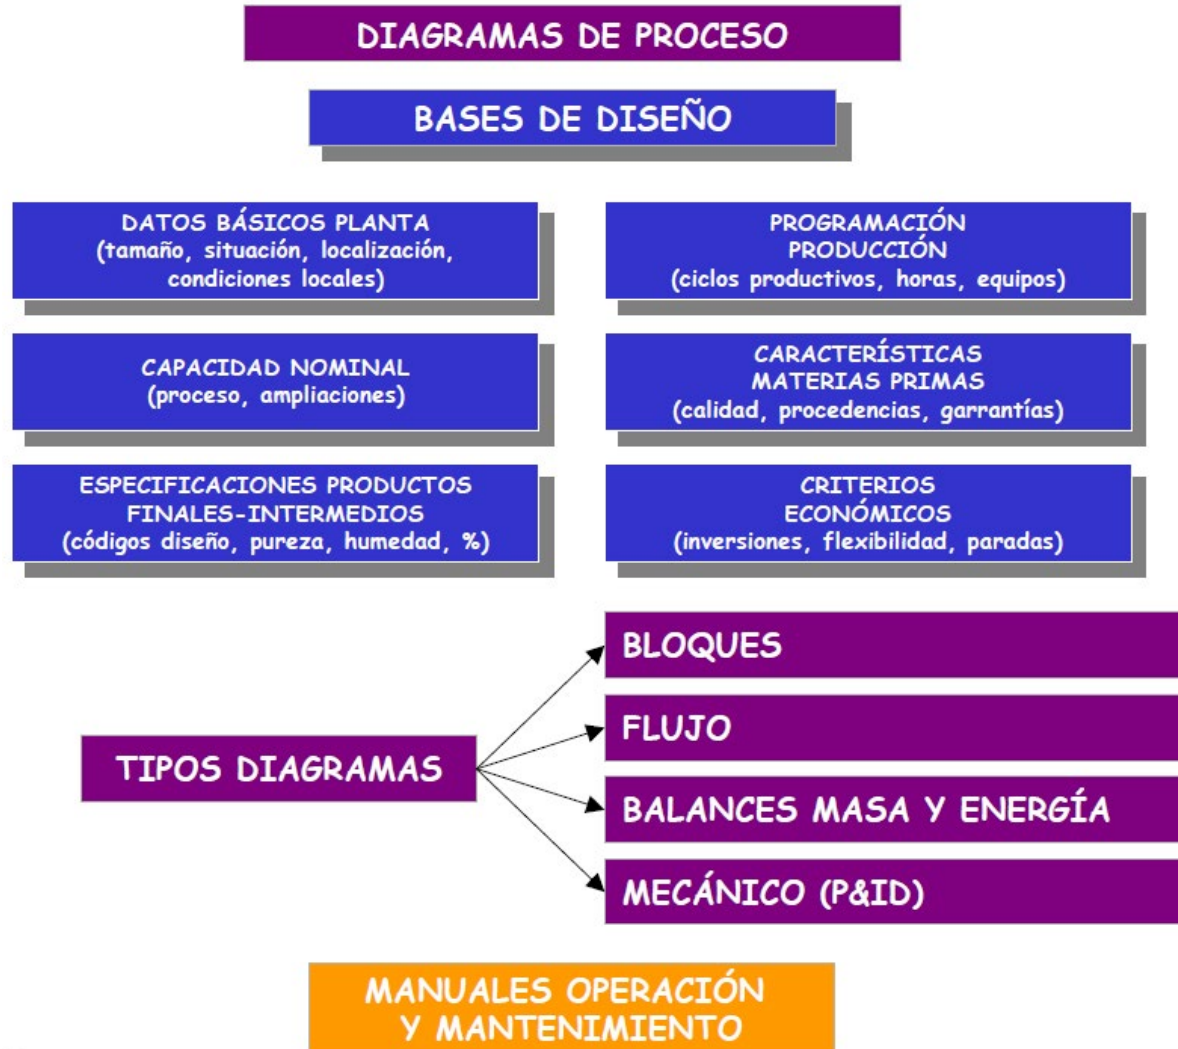 DIAGRAMAS DE PROCESO
BASES DE DISEÑO
DATOS BÁSICOS PLANTA
(tamaño, situación, localización,
condiciones locales)
PROGRAMACIÓN
PRODUCCIÓN
(ciclos productivos, horas, equipos)
CAPACIDAD NOMINAL
(proceso, ampliaciones)
CARACTERÍSTICAS
MATERIAS PRIMAS
(calidad, procedencias, garrantías)
ESPECIFICACIONES PRODUCTOS
FINALES-INTERMEDIOS
(códigos diseño, pureza, humedad, %)
CRITERIOS
ECONÓMICOS
(inversiones, flexibilidad, paradas)
TIPOS DIAGRAMAS
BLOQUES
FLUJO
BALANCES MASA Y ENERGÍA
MECÁNICO (P&ID)
MANUALES OPERACIÓN
Y MANTENIMIENTO